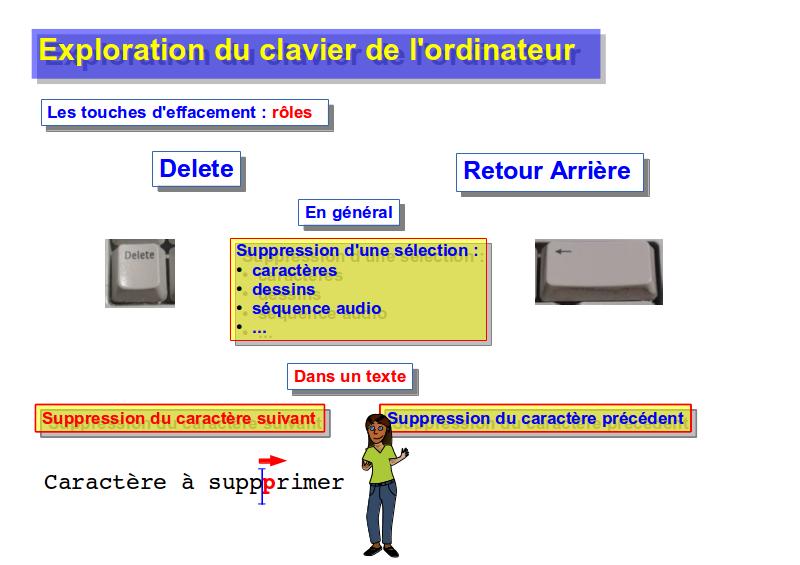 Exploration du clavier de l'ordinateur
Les touches d'effacement : rôles
Delete
Retour Arrière
En général
Delete
Suppression d'une sélection :
• caractères
• dessins
• séquence audio
• ...
←
Dans un texte
Suppression du caractère suivant
Suppression du caractère précédent
Caractère à suppprimer